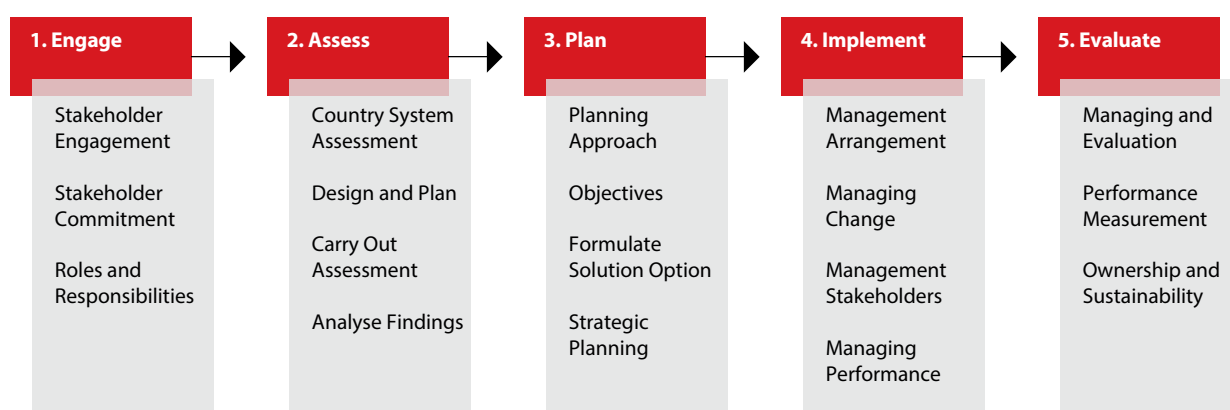 1. Engage
Stakeholder
Engagement
Stakeholder
Commitment
Roles and
Responsibilities
2. Assess
Country System
Assessment
Design and Plan
Carry Out
Assessment
Analyse Findings
3. Plan
Planning
Approach
Objectives
Formulate
Solution Option
Strategic
Planning
4. Implement
Management
Arrangement
Managing
Change
Management
Stakeholders
Managing
Performance
5. Evaluate
Managing and
Evaluation
Performance
Measurement
Ownership and
Sustainability